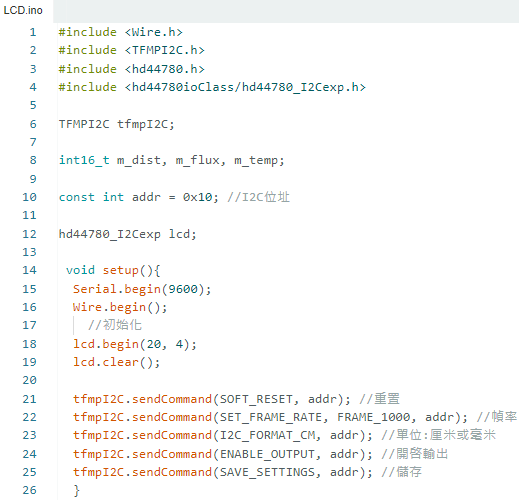 LCD.ino
1 #include <Wire.h>
2 #include <TFMPI2C.h>
3 #include <hd44780.h>
4 #include <hd44780ioClass/hd44780_I2Cexp.h>
5
6 TFMPI2C tfmpI2C;
7
8 int16_t m_dist, m_flux, m_temp;
9
10 const int addr = 0x10; //I2C位址
11
12 hd44780_I2Cexp lcd;
13
14 void setup(){
15 Serial.begin(9600);
16 Wire.begin();
17 //初始化
18 lcd.begin(20, 4);
19 lcd.clear();
20
21 tfmpI2C.sendCommand(SOFT_RESET, addr); //重置
22 tfmpI2C.sendCommand(SET_FRAME_RATE, FRAME_1000, addr); //幀率
23 tfmpI2C.sendCommand(I2C_FORMAT_CM, addr); //單位:厘米或毫米
24 tfmpI2C.sendCommand(ENABLE_OUTPUT, addr); //開啓輸出
25 tfmpI2C.sendCommand(SAVE_SETTINGS, addr); //儲存
26 }